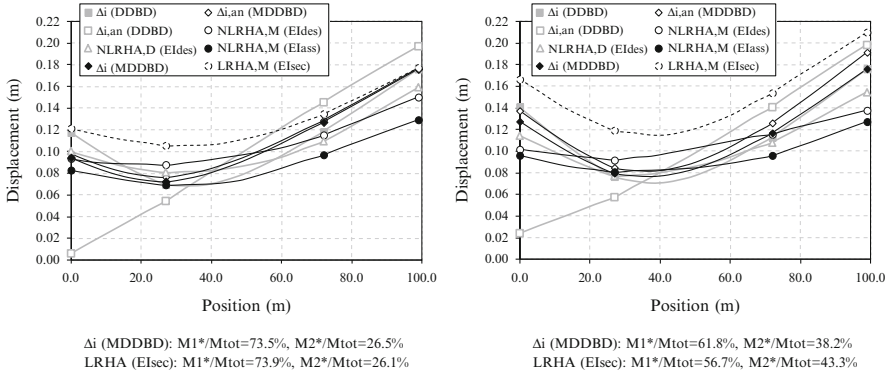 Δi (DDBD) Δi,an (MDDBD)
Δi,an (DDBD) NLRHA,M (EIdes)
NLRHA,D (EIdes) NLRHA,M (EIass)
Δi (MDDBD) LRHA,M (EIsec)
Displacement (m)
0.22
0.20
0.18
0.16
0.14
0.12
0.10
0.08
0.06
0.04
0.02
0.00
0.0 20.0 40.0 60.0 80.0 100.0
Position (m)
Δi (MDDBD): M1*/Mtot=73.5%, M2*/Mtot=26.5%
LRHA (EIsec): M1*/Mtot=73.9%, M2*/Mtot=26.1%
Δi (DDBD) Δi,an (MDDBD)
Δi,an (DDBD) NLRHA,M (EIdes)
NLRHA,D (EIdes) NLRHA,M (EIass)
Δi (MDDBD) LRHA,M (EIsec)
Displacement (m)
0.22
0.20
0.18
0.16
0.14
0.12
0.10
0.08
0.06
0.04
0.02
0.00
0.0 20.0 40.0 60.0 80.0 100.0
Position (m)
Δi (MDDBD): M1*/Mtot=61.8%, M2*/Mtot=38.2%
LRHA (EIsec): M1*/Mtot=56.7%, M2*/Mtot=43.3%